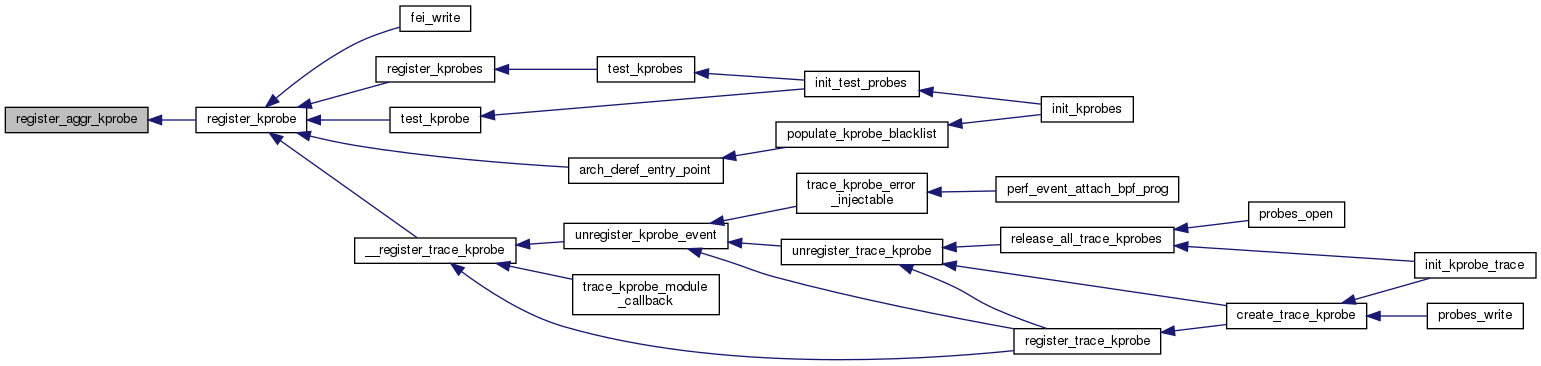 fei_write
register_kprobes
test_kprobes
init_test_probes
init_kprobes
register_aggr_kprobe
register_kprobe
test_kprobe
populate_kprobe_blacklist
arch_deref_entry_point
trace_kprobe_error
_injectable
perf_event_attach_bpf_prog
probes_open
unregister_kprobe_event
release_all_trace_kprobes
__register_trace_kprobe
unregister_trace_kprobe
init_kprobe_trace
trace_kprobe_module
_callback
create_trace_kprobe
probes_write
register_trace_kprobe